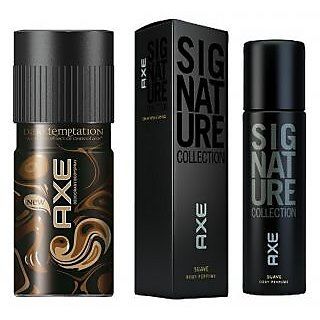 Dark temptation
new
AXE
AXE
SIG
NAT
URE
COLLECTION
AXE
SUAVE
BODY PERFUME
SIG
NAT
URE
COLLECTION
AXE
SUAVE
BODY PERFUME